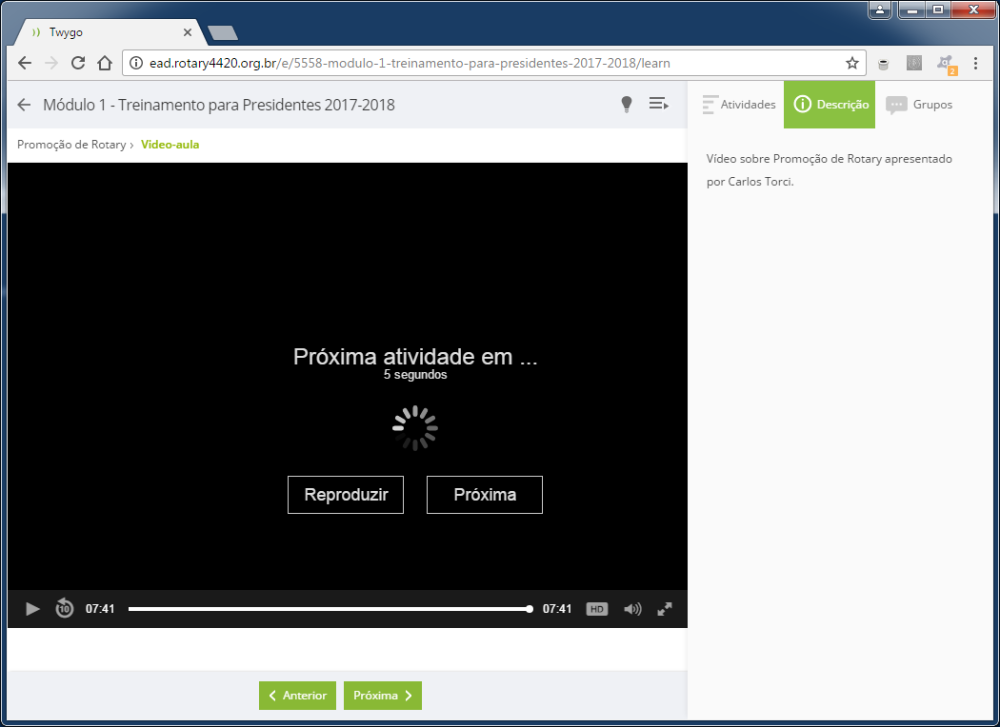 Twygo
ead.rotary4420.org.br/e/5558-modulo-1-treinamento-para-presidentes-2017-2018/learn
2
Módulo 1 - Treinamento para Presidentes 2017-2018
Atividades
Descrição
Grupos
Promoção de Rotary › Video-aula
Vídeo sobre Promoção de Rotary apresentado
por Carlos Torci.
Próxima atividade em ...
5 segundos
Reproduzir
Próxima
10
07:41
07:41
HD
Anterior
Próxima